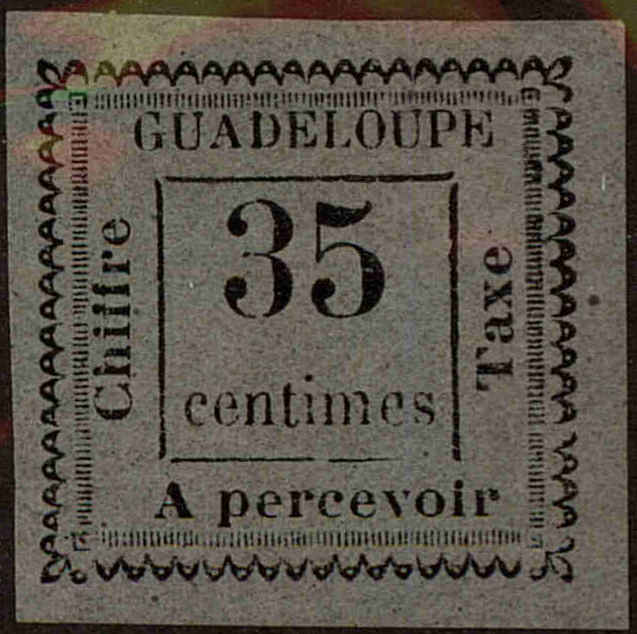 GUADELOUPE
Chiffre
35
centimes
Taxe
A percevoir